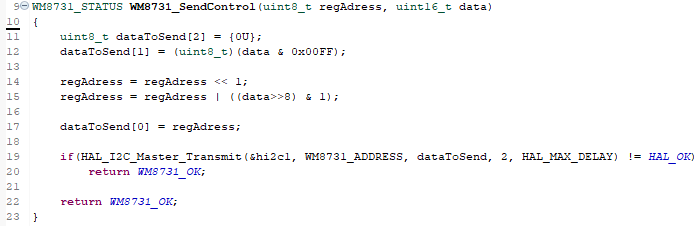 9 WM8731_STATUS WM8731_SendControl(uint8_t regAdress, uint16_t data)
10 {
11     uint8_t dataToSend[2] = {0U};
12     dataToSend[1] = (uint8_t)(data & 0x00FF);
13
14     regAdress = regAdress << 1;
15     regAdress = regAdress | ((data>>8) & 1);
16
17     dataToSend[0] = regAdress;
18
19     if(HAL_I2C_Master_Transmit(&hi2c1, WM8731_ADDRESS, dataToSend, 2, HAL_MAX_DELAY) != HAL_OK)
20         return WM8731_OK;
21
22     return WM8731_OK;
23 }